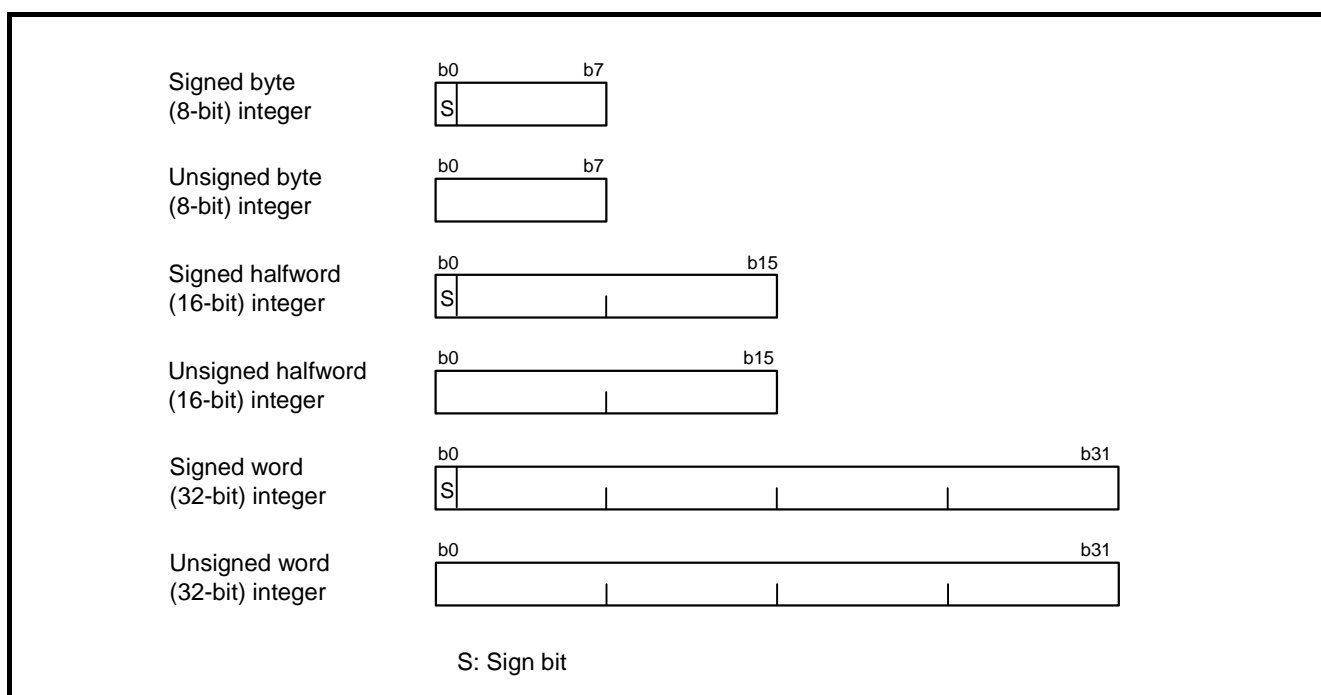 b0 b7
Signed byte
(8-bit) integer
S
b0 b7
Unsigned byte
(8-bit) integer
b0 b15
Signed halfword
(16-bit) integer
S
b0 b15
Unsigned halfword
(16-bit) integer
b0 b31
Signed word
(32-bit) integer
S
b0 b31
Unsigned word
(32-bit) integer
S: Sign bit